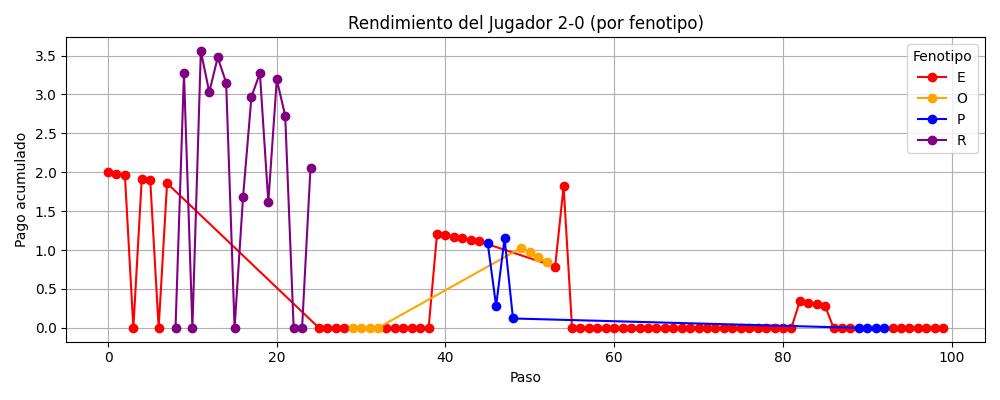 Rendimiento del Jugador 2-0 (por fenotipo)
Pago acumulado
3.5
3.0
2.5
2.0
1.5
1.0
0.5
0.0
Fenotipo
E
O
P
R
0
20
40
60
80
100
Paso